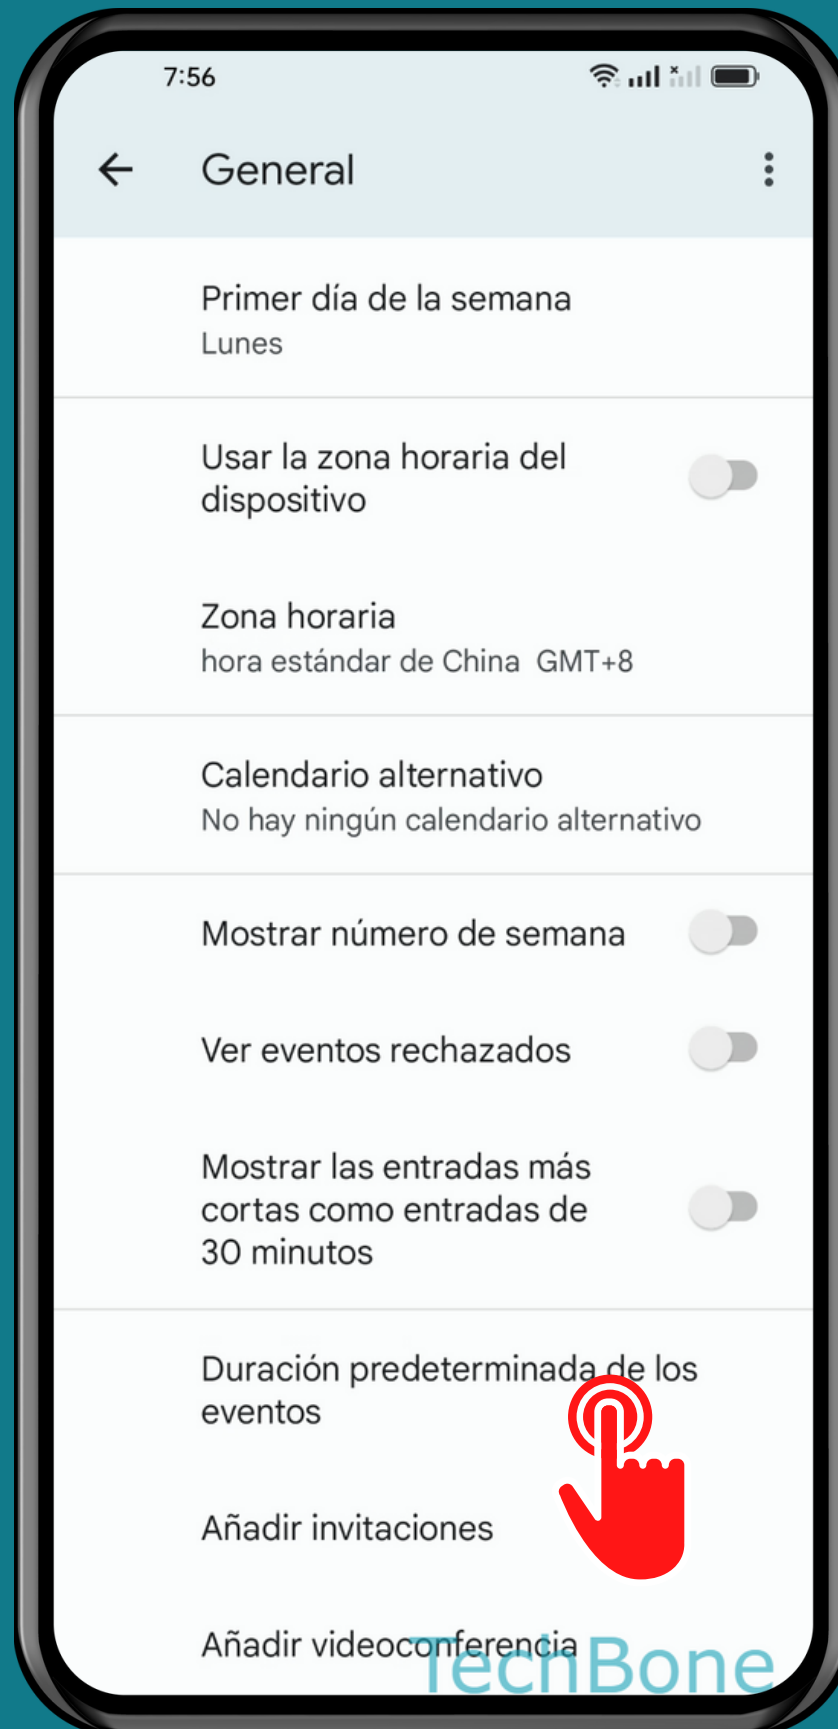 7:56
General
Primer día de la semana
Lunes
Usar la zona horaria del
dispositivo
Zona horaria
hora estándar de China GMT+8
Calendario alternativo
No hay ningún calendario alternativo
Mostrar número de semana
Ver eventos rechazados
Mostrar las entradas más
cortas como entradas de
30 minutos
Duración predeterminada de los
eventos
Añadir invitaciones
Añadir videoconferencia
TechBone